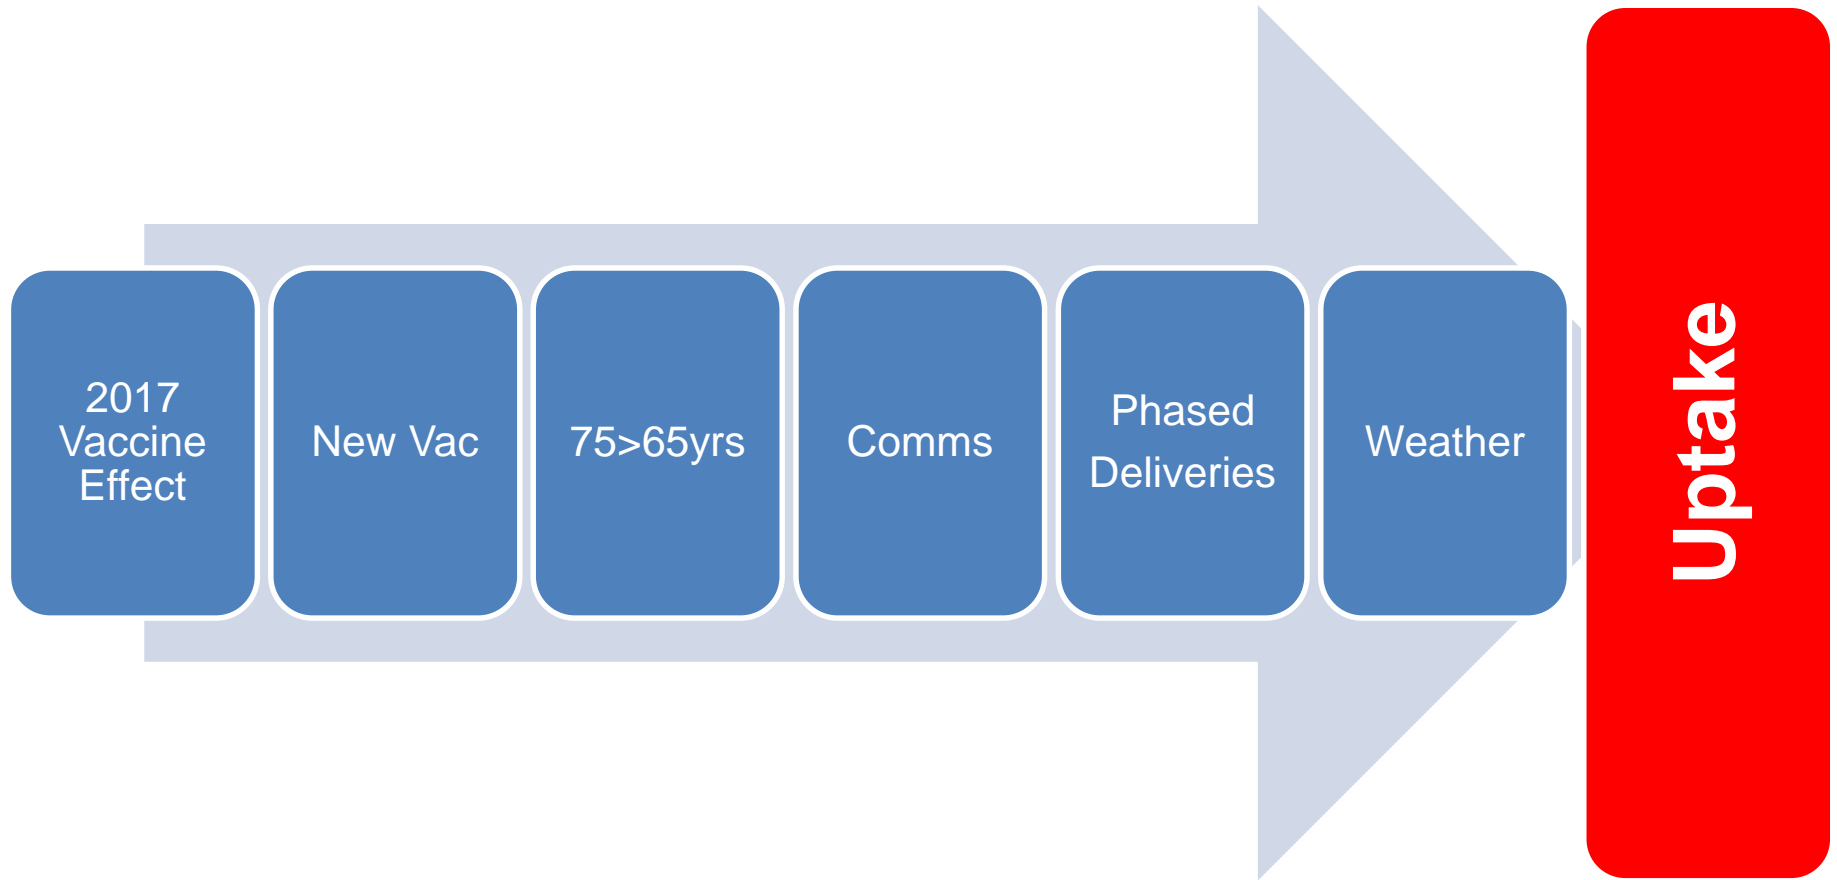 2017
Vaccine
Effect
New Vac
75>65yrs
Comms
Phased
Deliveries
Weather
Uptake